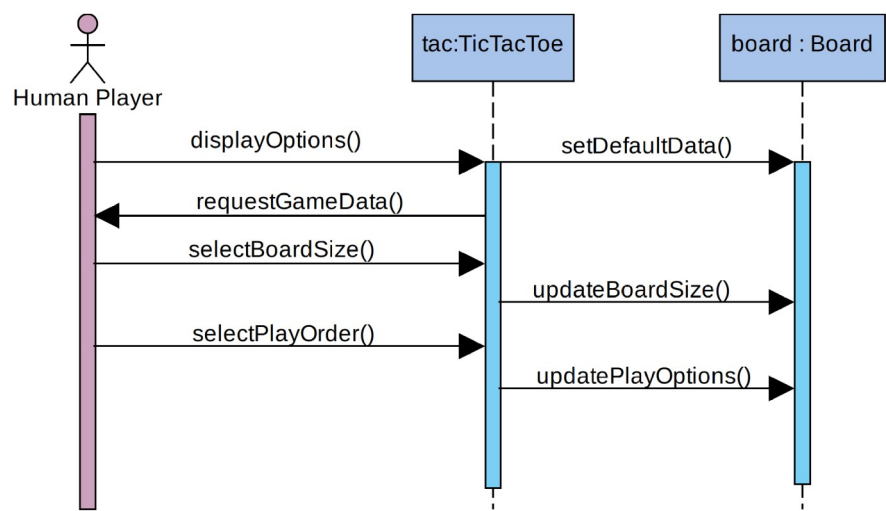 tac:TicTacToe
board : Board
Human Player
displayOptions()
setDefaultData()
requestGameData()
selectBoardSize()
updateBoardSize()
selectPlayOrder()
updatePlayOptions()